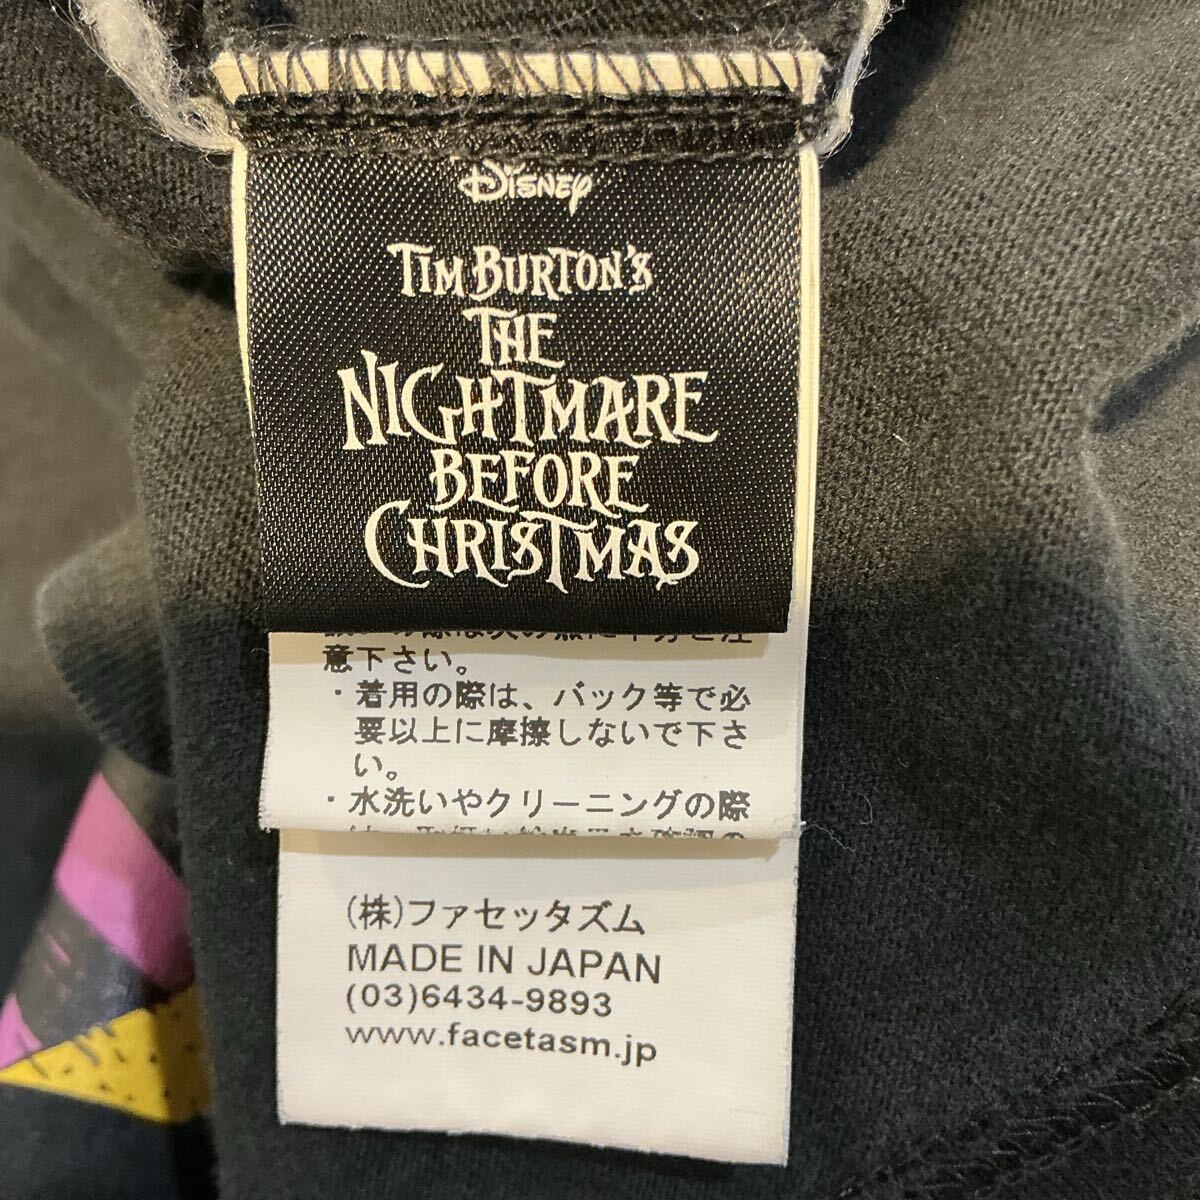 Disney
TIM BURTON'S
THE
NIGHTMARE
BEFORE
CHRISTMAS
意下さい。
・着用の際は、バック等で必
要以上に摩擦しないで下さ
い。
・水洗いやクリーニングの際
(株)ファセッタズム
MADE IN JAPAN
(03)6434-9893
www.facetasm.jp